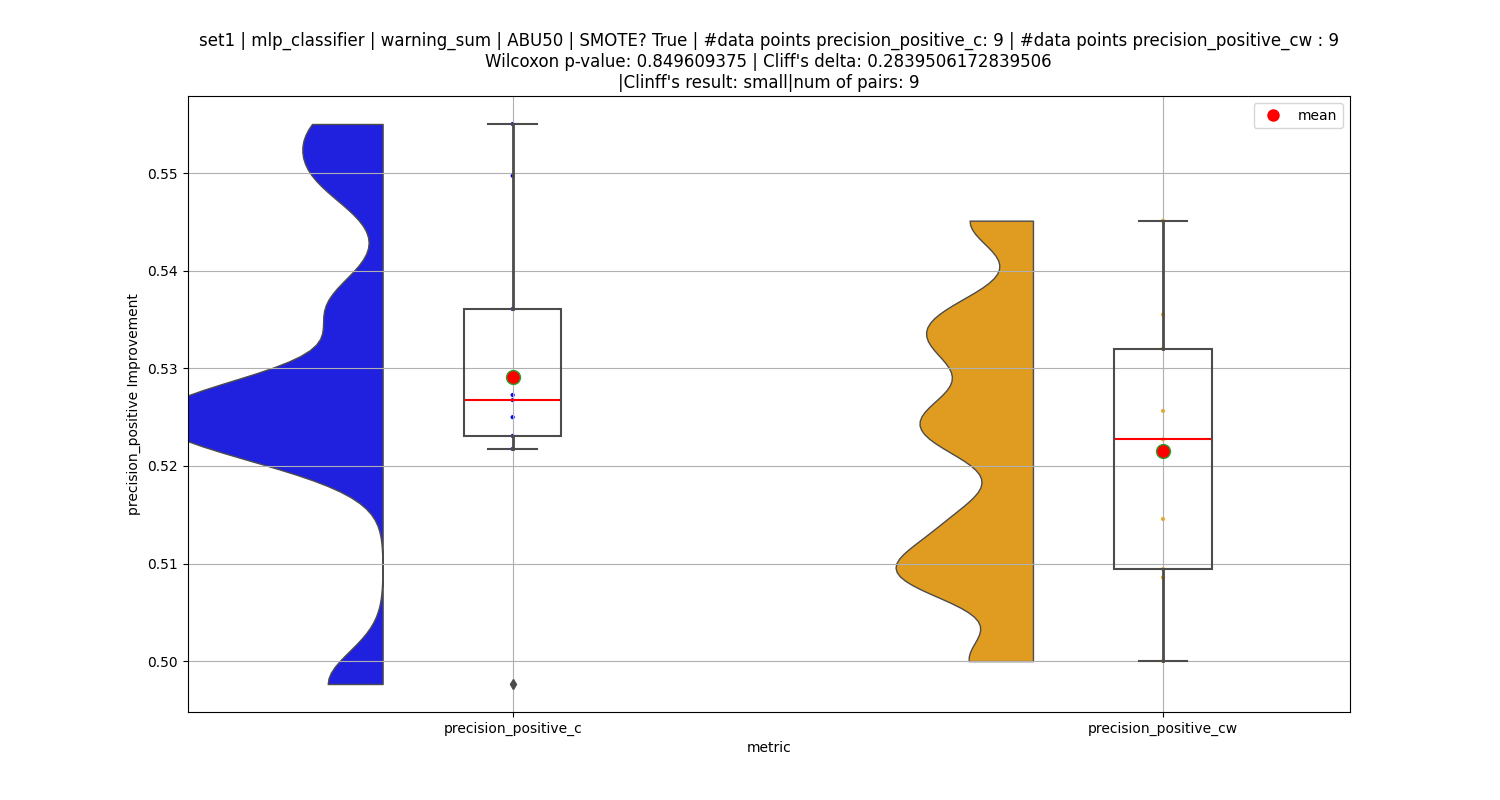 set1 | mlp_classifier | warning_sum | ABU50 | SMOTE? True | #data points precision_positive_c: 9 | #data points precision_positive_cw : 9
Wilcoxon p-value: 0.849609375 | Cliff's delta: 0.2839506172839506
|Clinff's result: small|num of pairs: 9
mean
0.55
0.54
0.53
0.52
0.51
0.50
precision_positive Improvement
precision_positive_c
precision_positive_cw
metric